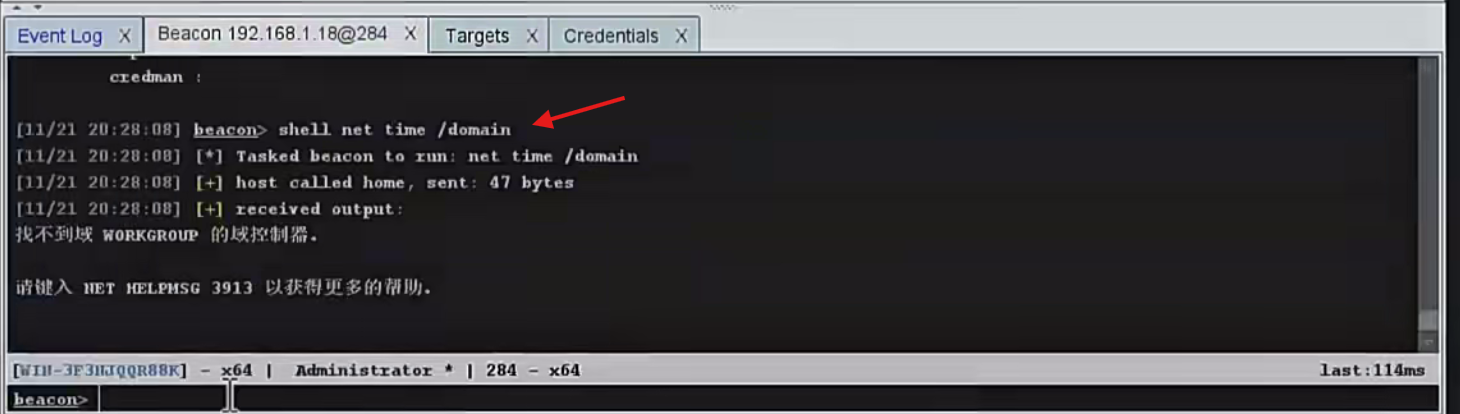 Event Log X Beacon 192.168.1.18@284 X Targets X Credentials X
credman :
[11/21 20:28:08] beacon> shell net time /domain
[11/21 20:28:08] [*] Tasked beacon to run: net time /domain
[11/21 20:28:08] [+] host called home, sent: 47 bytes
[11/21 20:28:08] [+] received output:
找不到域 WORKGROUP 的域控制器.
请键入 NET HELPMSG 3913 以获得更多的帮助.
[WIN-3F3NJQQR88K] - x64 | Administrator * | 284 - x64 last:114ms
beacon>